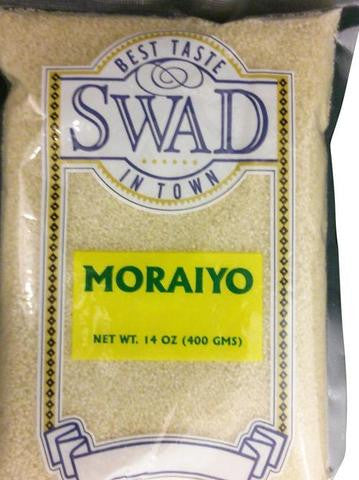 BEST TASTE
SWAD
IN TOWN
MORAIYO
NET WT. 14 OZ (400 GMS)